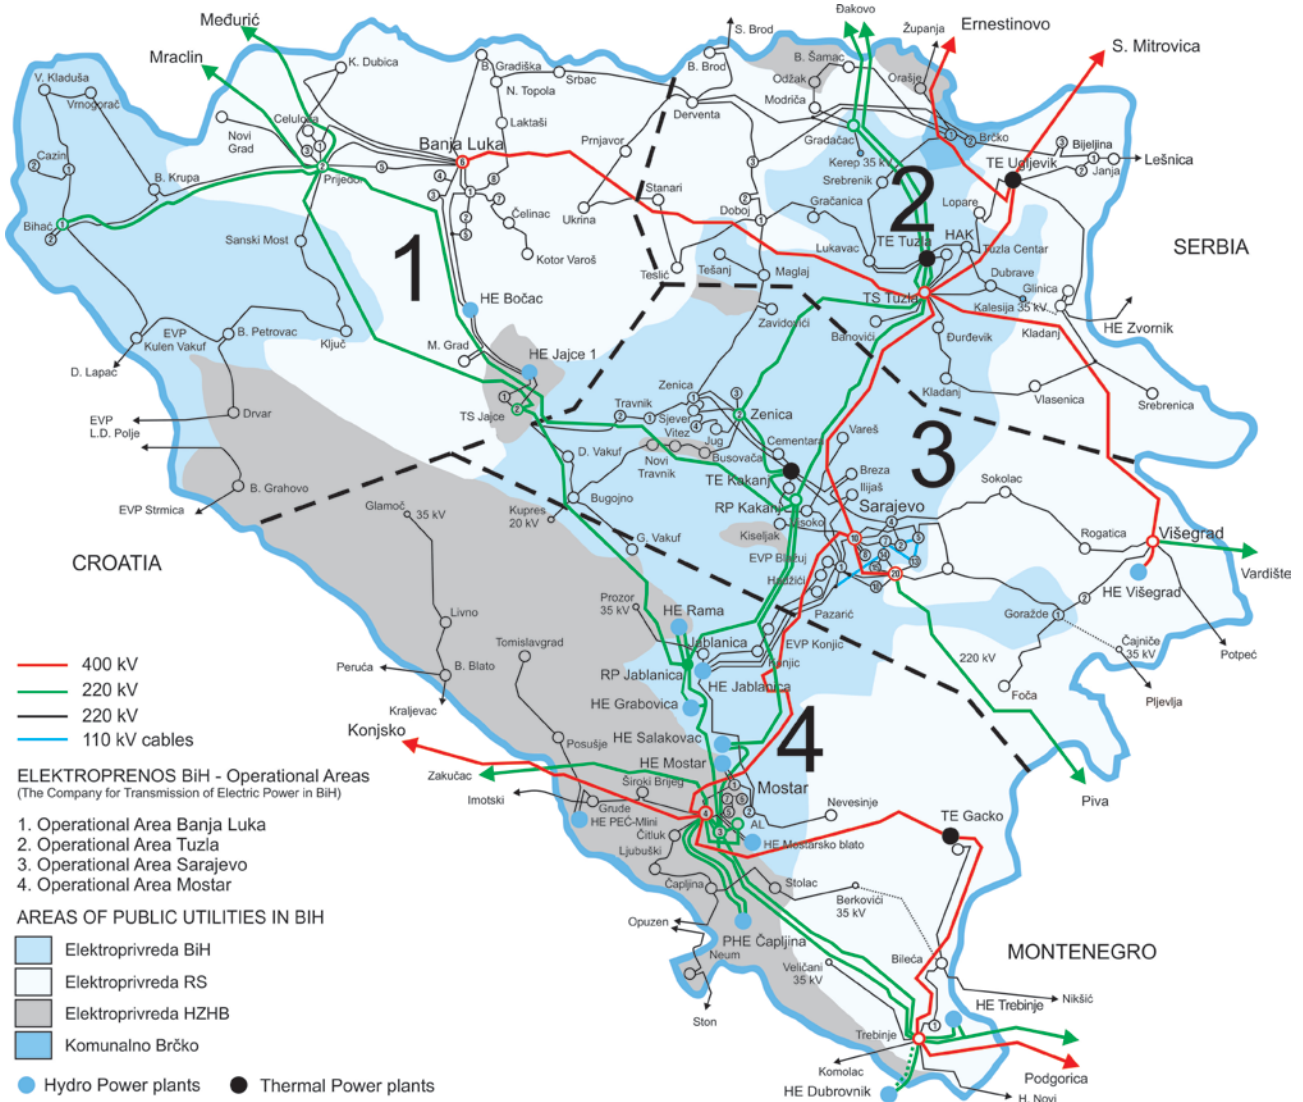 Međurić
Mraclin
Đakovo
Županja
Ernestinovo
S. Mitrovica
S. Brod
B. Brod
B. Šamac
Odžak
Orašje
Modriča
K. Dubica
B. Gradiška
Srbac
N. Topola
Laktaši
V. Kladuša
Vrnogorač
Celuloza
Novi
Grad
Banja Luka
Prnjavor
Derventa
Gradačac
Brčko
Kerep 35 kV
Bijeljina
Janja
Lešnica
TE Ugljevik
Cazin
B. Krupa
Prijedor
Bihać
Stanari
Ukrina
Doboj
Srebrenik
Gračanica
Lopare
Čelinac
Kotor Varoš
Sanski Most
1
2
Lukavac
TE Tuzla
HAK
Tuzla Centar
SERBIA
Teslić
Tešanj
Maglaj
Dubrave
Glinica
TS Tuzla
Kalesija 35 kV
Zavidovići
Banovići
Đurđevik
Kladanj
HE Zvornik
HE Bočac
EVP
Kulen Vakuf
B. Petrovac
Ključ
M. Grad
HE Jajce 1
D. Lapac
Kladanj
Vlasenica
Srebrenica
EVP
L.D. Polje
Drvar
TS Jajce
Zenica
Travnik
Sjever
Zenica
Vitez
Jug
Cementara
Vareš
3
Novi
Travnik
Busovača
D. Vakuf
TE Kakanj
Breza
Ilijaš
B. Grahovo
EVP Strmica
Glamoč
35 kV
Bugojno
RP Kakanj
Sarajevo
Sokolac
Kupres
20 kV
Visoko
Kiseljak
G. Vakuf
EVP Blažuj
Rogatica
Višegrad
CROATIA
Hadžići
Vardište
HE Višegrad
Prozor
35 kV
HE Rama
Pazarić
Goražde
Livno
Tomislavgrad
Jablanica
EVP Konjic
Konjic
Čajniče
35 kV
Potpeć
Peruća
B. Blato
RP Jablanica
HE Jablanica
220 kV
Foča
Pljevlja
Kraljevac
HE Grabovica
400 kV
220 kV
220 kV
110 kV cables
Konjsko
Posušje
HE Salakovac
4
HE Mostar
Zakučac
Široki Brijeg
Mostar
Piva
Imotski
Grude
Nevesinje
HE PEĆ-Mlini
AL
TE Gacko
Čitluk
HE Mostarsko blato
Ljubuški
ELEKTROPRENOS BiH - Operational Areas
(The Company for Transmission of Electric Power in BiH)
1. Operational Area Banja Luka
2. Operational Area Tuzla
3. Operational Area Sarajevo
4. Operational Area Mostar
Čapljina
Stolac
Berkovići
35 kV
Opuzen
PHE Čapljina
MONTENEGRO
AREAS OF PUBLIC UTILITIES IN BIH
Elektroprivreda BiH
Elektroprivreda RS
Elektroprivreda HZHB
Komunalno Brčko
Neum
Veličani
35 kV
Bileća
HE Trebinje
Nikšić
Ston
Trebinje
Komolac
Podgorica
HE Dubrovnik
H. Novi
Hydro Power plants
Thermal Power plants